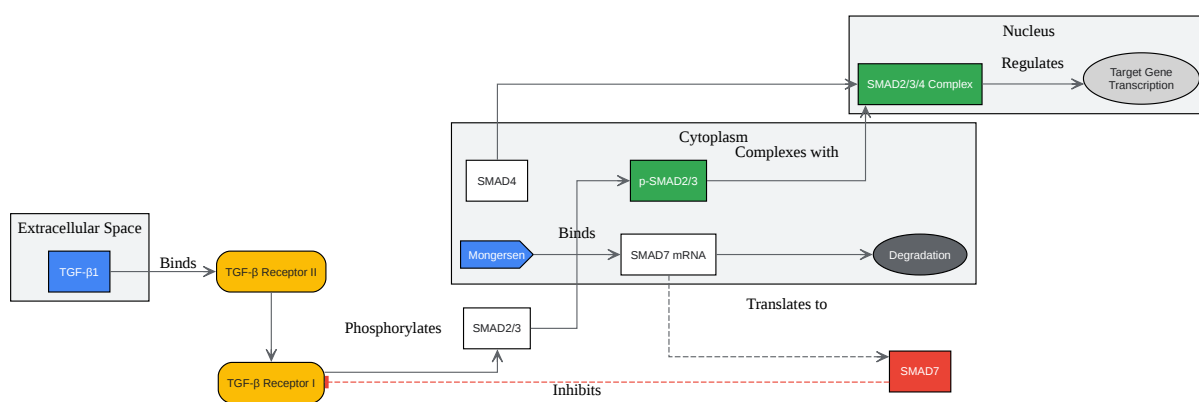 Nucleus
Regulates
SMAD2/3/4 Complex
Target Gene
Transcription
Cytoplasm
Complexes with
SMAD4
p-SMAD2/3
Extracellular Space
TGF-β1
Binds
TGF-β Receptor II
Mongersen
Binds
SMAD7 mRNA
Degradation
Translates to
Phosphorylates
SMAD2/3
TGF-β Receptor I
Inhibits
SMAD7